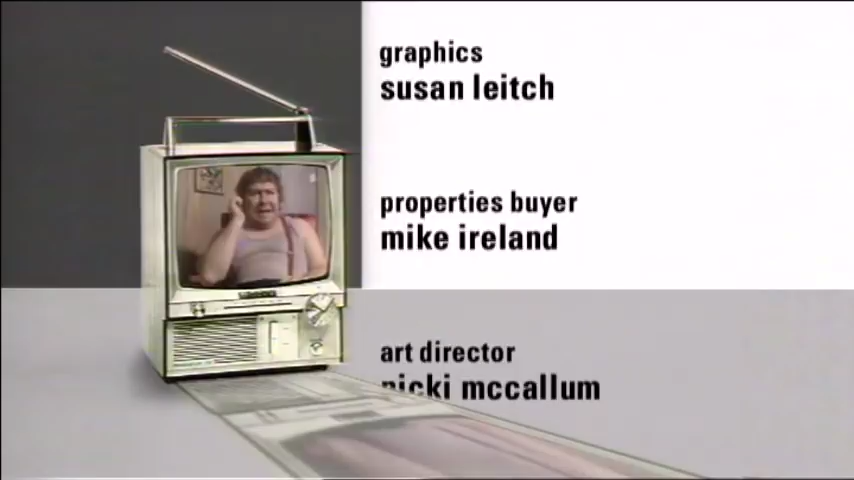 graphics
susan leitch
properties buyer
mike ireland
art director
nicki mccallum